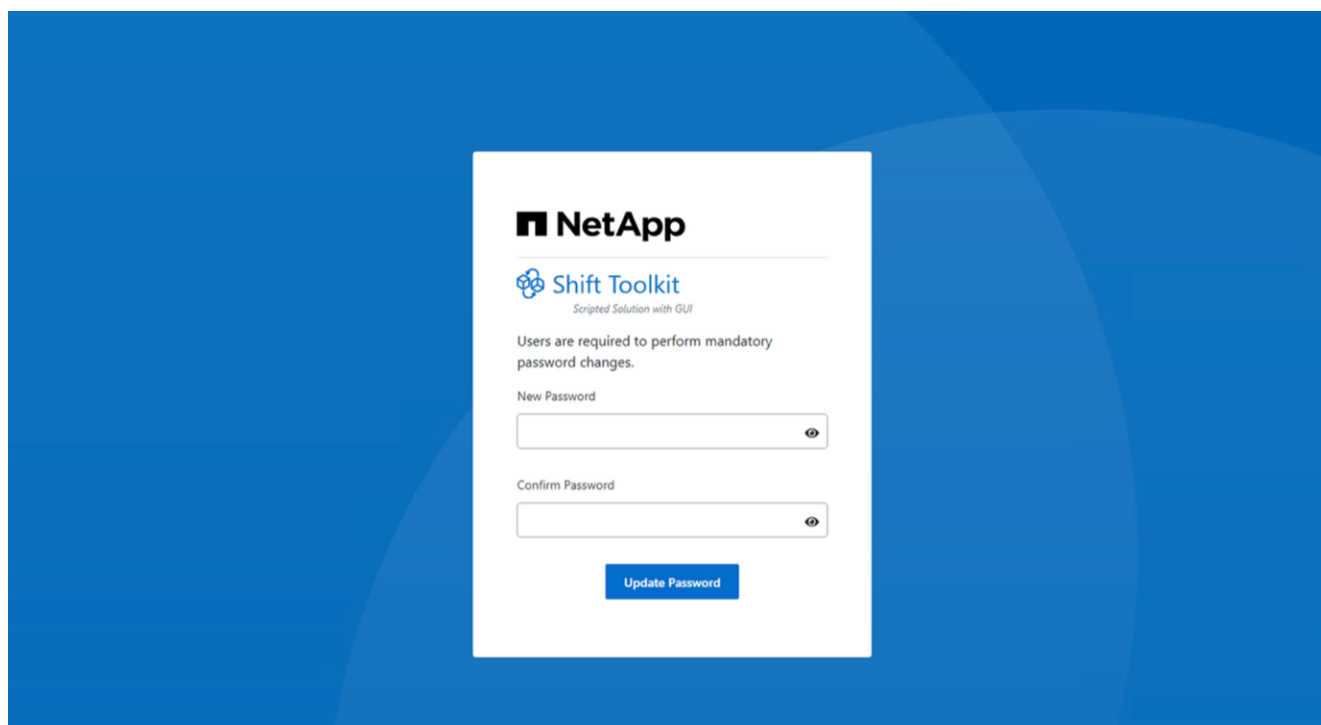 NetApp
Shift Toolkit
Scripted Solution with GUI
Users are required to perform mandatory
password changes.
New Password
Confirm Password
Update Password